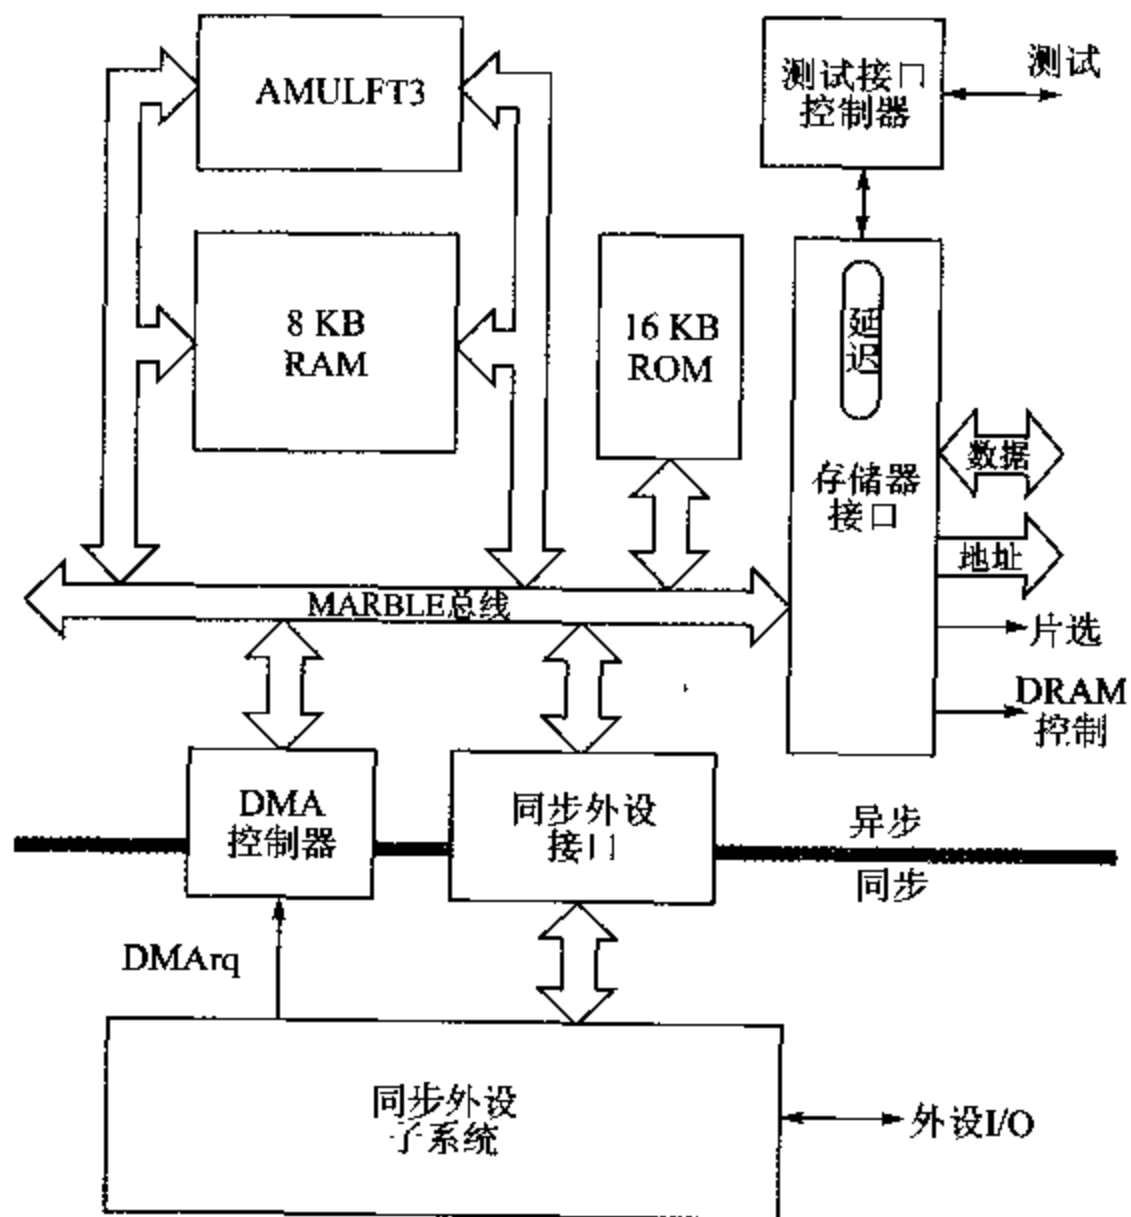 AMULFT3
测试接口
控制器
测试
8 KB
RAM
16 KB
ROM
延迟
存储器
接口
数据
地址
片选
DRAM
控制
MARBLE总线
DMA
控制器
同步外设
接口
异步
同步
DMArq
同步外设
子系统
外设I/O